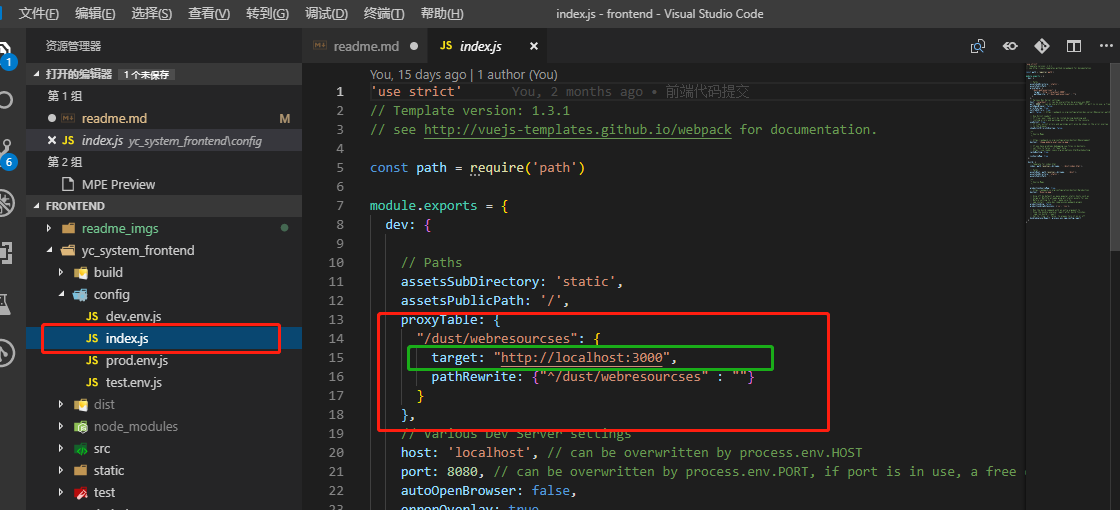 文件(F) 编辑(E) 选择(S) 查看(V) 转到(G) 调试(D) 终端(T) 帮助(H) index.js - frontend - Visual Studio Code
资源管理器
readme.md
JS index.js
打开的编辑器 1 个未保存
第 1 组
readme.md M
JS index.js yc_system_frontend\config
第 2 组
MPE Preview
FRONTEND
readme_imgs
yc_system_frontend
build
config
JS dev.env.js
JS index.js
JS prod.env.js
JS test.env.js
dist
node_modules
src
static
test
1
6
You, 15 days ago | 1 author (You)
1 'use strict' You, 2 months ago • 前端代码提交
2 // Template version: 1.3.1
3 // see http://vuejs-templates.github.io/webpack for documentation.
4
5 const path = require('path')
6
7 module.exports = {
8 dev: {
9
10 // Paths
11 assetsSubDirectory: 'static',
12 assetsPublicPath: '/',
13 proxyTable: {
14 "/dust/webresourcses": {
15 target: "http://localhost:3000",
16 pathRewrite: {"^/dust/webresourcses" : ""}
17 }
18 },
19 // Various Dev Server settings
20 host: 'localhost', // can be overwritten by process.env.HOST
21 port: 8080, // can be overwritten by process.env.PORT, if port is in use, a free
22 autoOpenBrowser: false,
23 errorOverlay: true